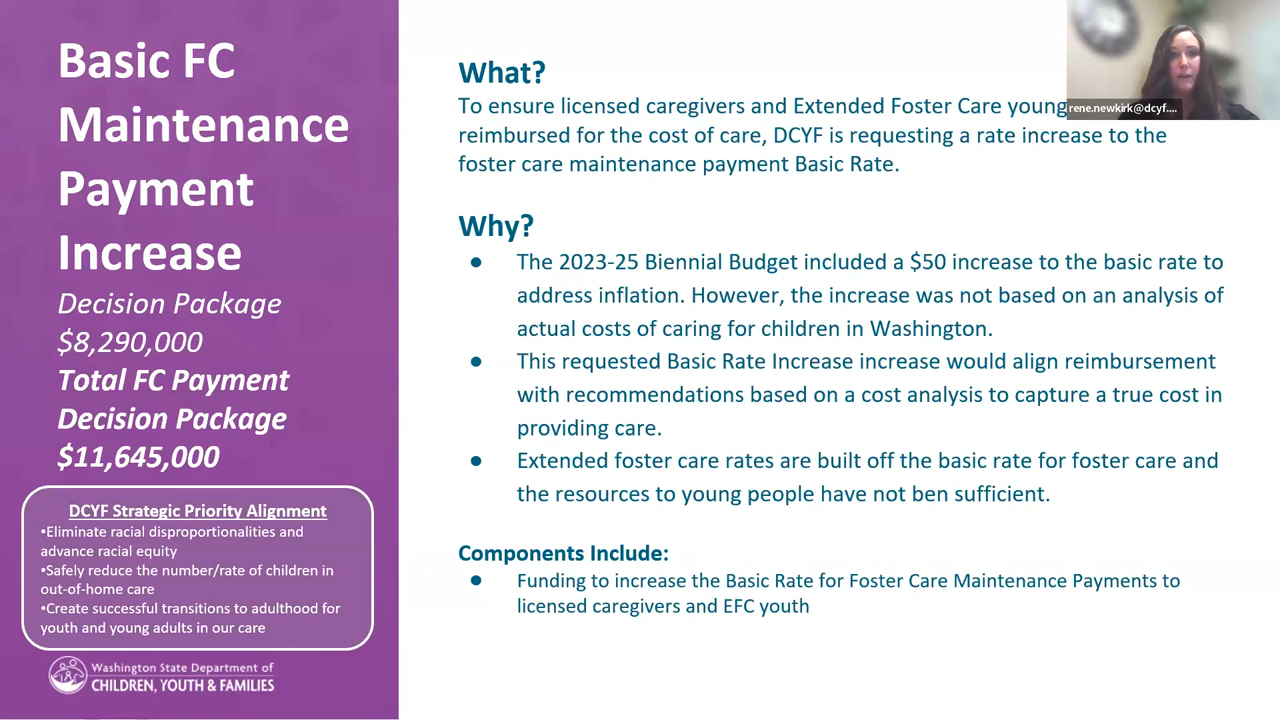 Basic FC
Maintenance
Payment
Increase
Decision Package
$8,290,000
Total FC Payment
Decision Package
$11,645,000
DCYF Strategic Priority Alignment
•Eliminate racial disproportionalities and
advance racial equity
•Safely reduce the number/rate of children in
out-of-home care
•Create successful transitions to adulthood for
youth and young adults in our care
Washington State Department of
CHILDREN, YOUTH & FAMILIES
What?
To ensure licensed caregivers and Extended Foster Care young
reimbursed for the cost of care, DCYF is requesting a rate increase to the
foster care maintenance payment Basic Rate.
Why?
● The 2023-25 Biennial Budget included a $50 increase to the basic rate to
address inflation. However, the increase was not based on an analysis of
actual costs of caring for children in Washington.
● This requested Basic Rate Increase increase would align reimbursement
with recommendations based on a cost analysis to capture a true cost in
providing care.
● Extended foster care rates are built off the basic rate for foster care and
the resources to young people have not ben sufficient.
Components Include:
● Funding to increase the Basic Rate for Foster Care Maintenance Payments to
licensed caregivers and EFC youth
rene.newkirk@dcyf....